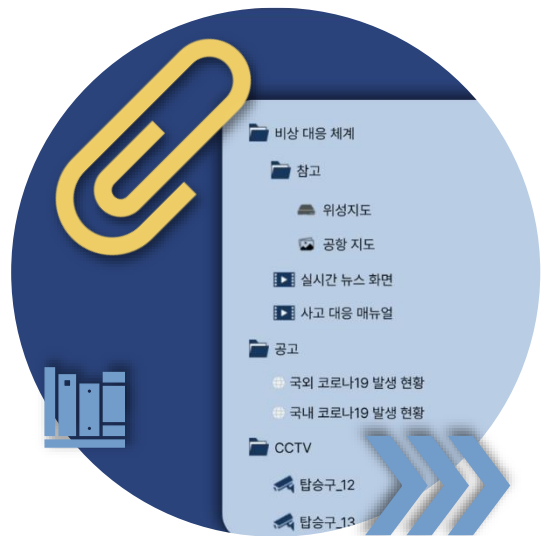 비상 대응 체계
참고
위성지도
공항 지도
실시간 뉴스 화면
사고 대응 매뉴얼
공고
국외 코로나19 발생 현황
국내 코로나19 발생 현황
CCTV
탑승구_12
탑승구_13